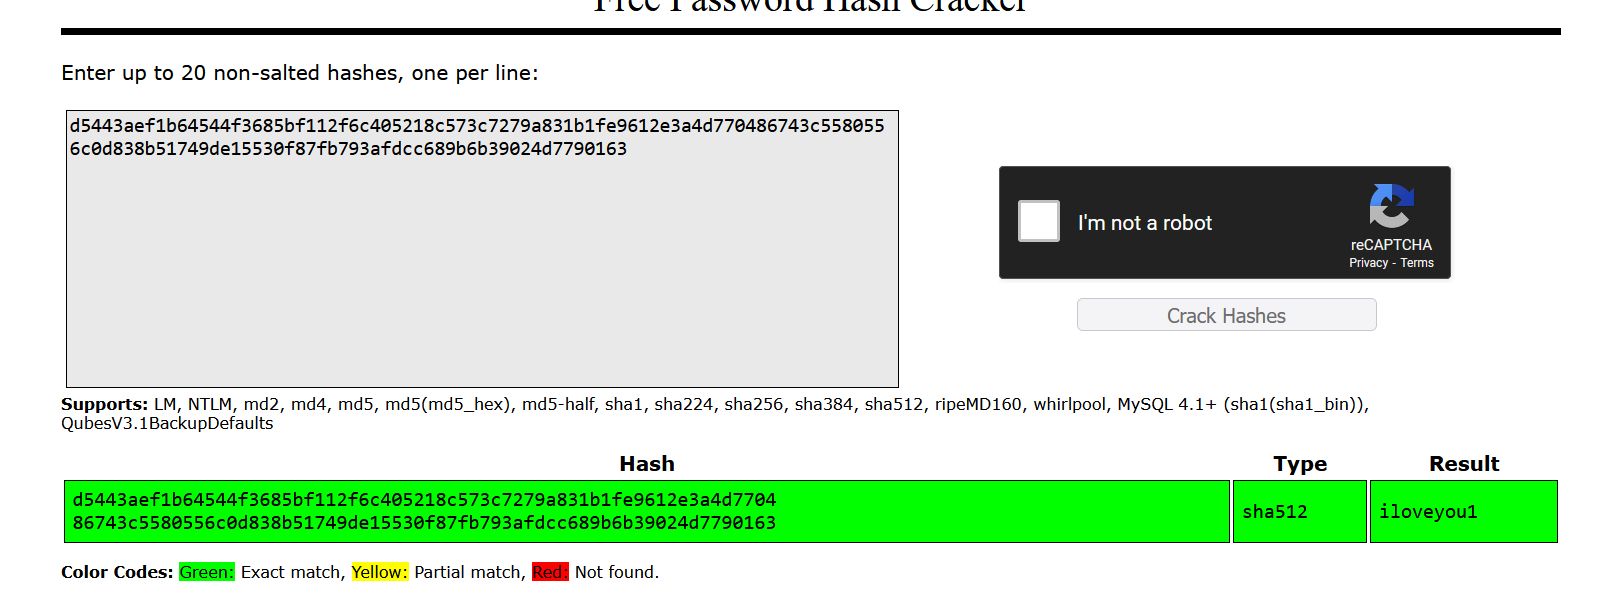 Free Password Hash Cracker
Enter up to 20 non-salted hashes, one per line:
d5443aef1b64544f3685bf112f6c405218c573c7279a831b1fe9612e3a4d770486743c558055
6c0d838b51749de15530f87fb793afdcc689b6b39024d7790163
I'm not a robot
reCAPTCHA
Privacy - Terms
Crack Hashes
Supports: LM, NTLM, md2, md4, md5, md5(md5_hex), md5-half, sha1, sha224, sha256, sha384, sha512, ripeMD160, whirlpool, MySQL 4.1+ (sha1(sha1_bin)),
QubesV3.1BackupDefaults
Hash Type Result
d5443aef1b64544f3685bf112f6c405218c573c7279a831b1fe9612e3a4d7704
86743c5580556c0d838b51749de15530f87fb793afdcc689b6b39024d7790163
sha512
iloveyou1
Color Codes: Green: Exact match, Yellow: Partial match, Red: Not found.